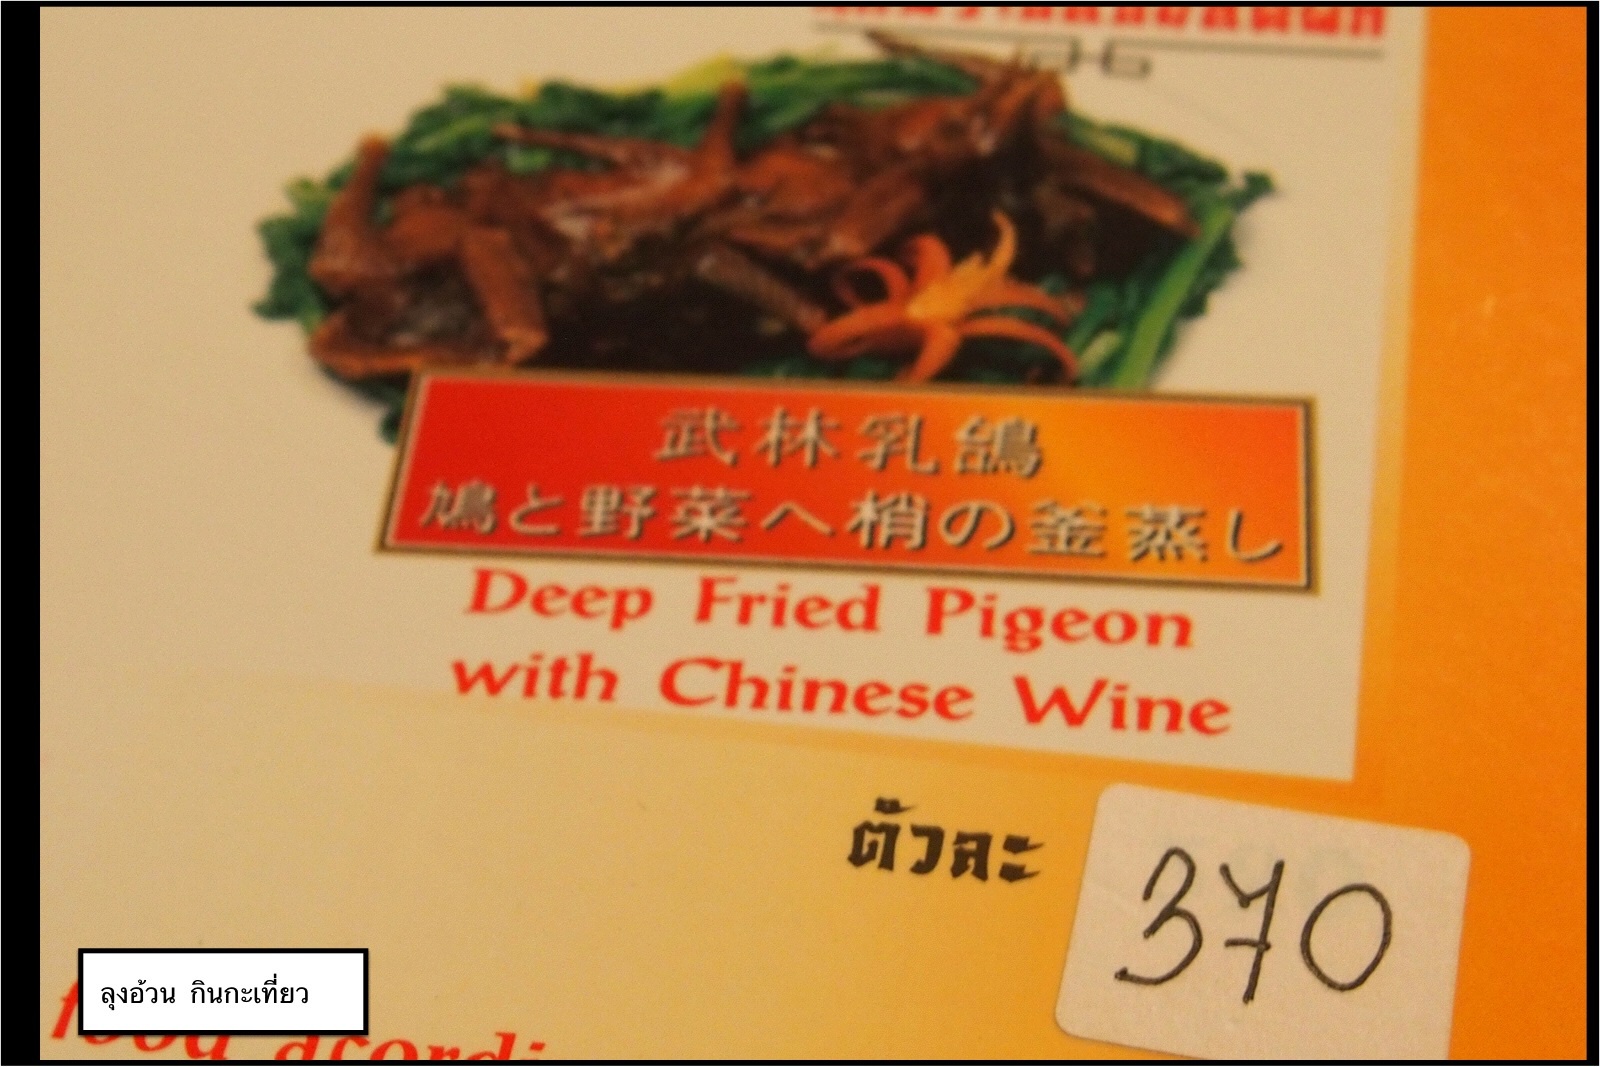 武林乳鴿
鳩と野菜へ梢の釜蒸し
Deep Fried Pigeon
with Chinese Wine
ตัวละ
370
ลุงอ้วน กินกะเที่ยว
food